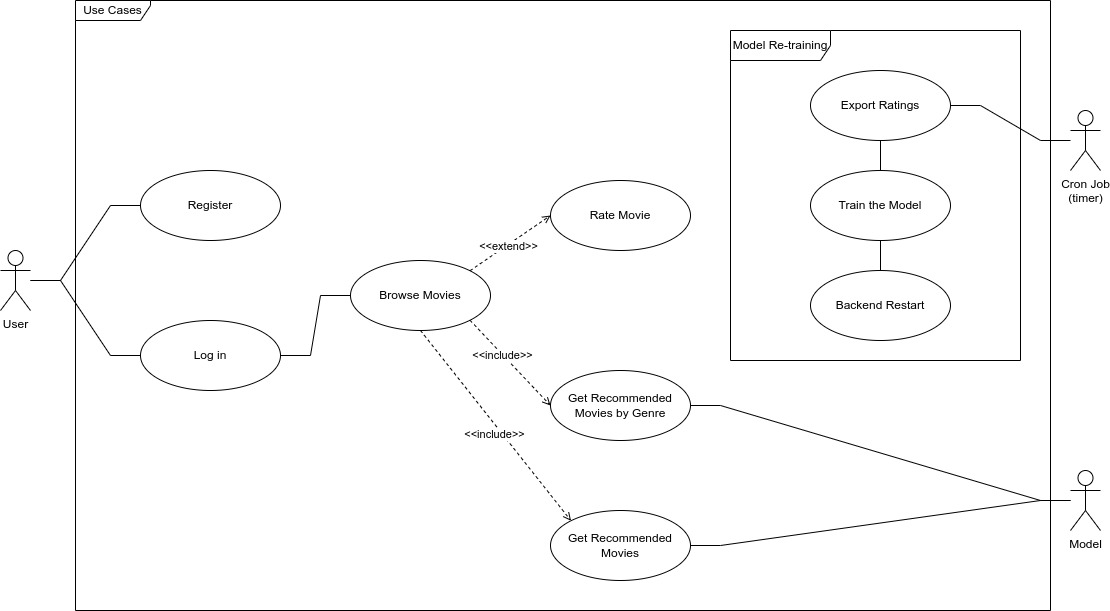 Use Cases
Model Re-training
Export Ratings
Cron Job
(timer)
Register
Rate Movie
Train the Model
<<extend>>
User
Browse Movies
Backend Restart
Log in
<<include>>
Get Recommended
Movies by Genre
<<include>>
Get Recommended
Movies
Model